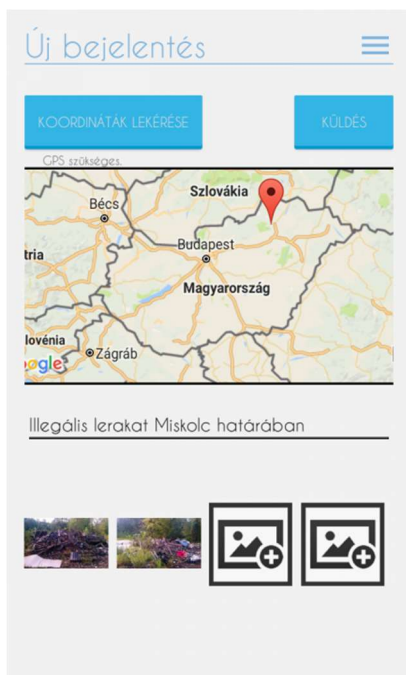 Új bejelentés
KOORDINÁTÁK LEKÉRÉSE
KÜLDÉS
GPS szükséges.
Szlovákia
Bécs
tria
Budapest
Magyarország
lovénia
Zágráb
ogle
Illegális lerakat Miskolc határában